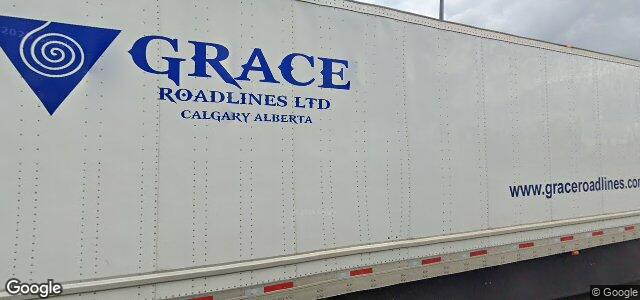 GRACE
ROADLINES LTD
CALGARY ALBERTA
www.graceroadlines.com
Google
© Google